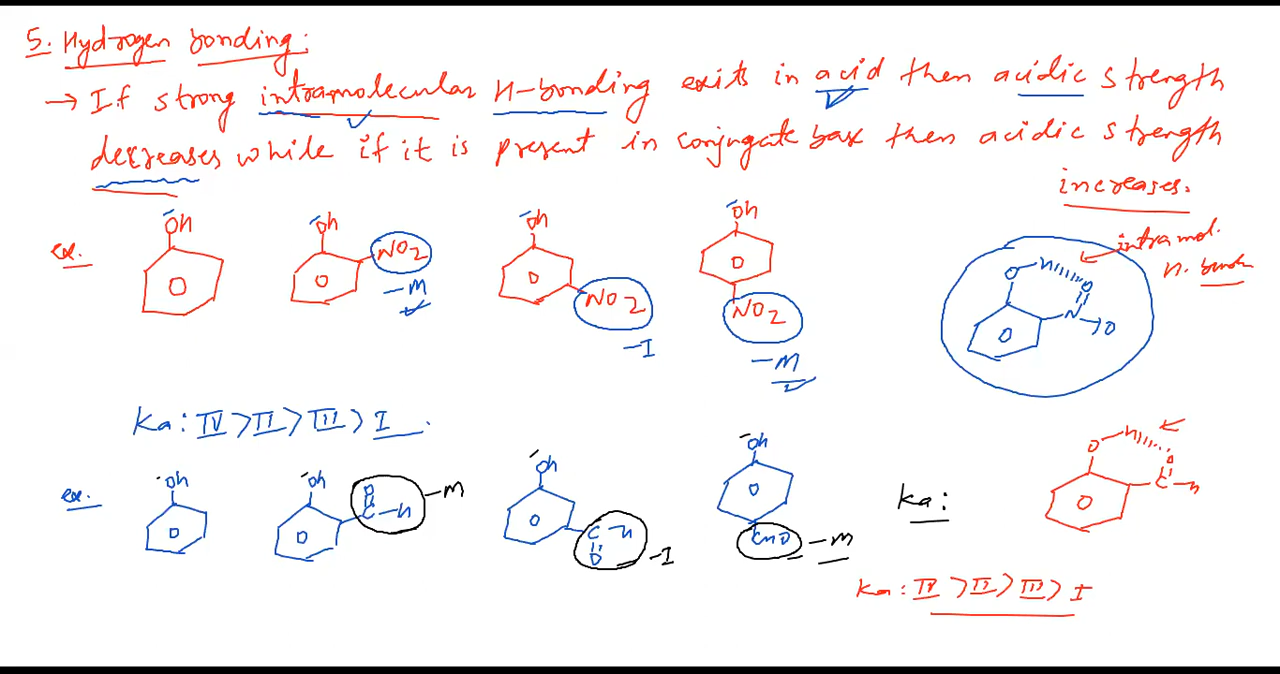 5. Hydrogen bonding:
→ If strong intramolecular H-bonding exits in acid then acidic strength
decreases while if it is present in conjugate base then acidic strength
increases.
ex. Oh Oh Oh Oh
NO2 NO2 NO2
-M -I -M
intramol.
H. bond
O H O
N → O
Ka: IV > II > III > I.
ex. Oh Oh Oh Oh
O
C-H -M
C-H
O -I
CHO -M
Ka:
O H O
C-H
Ka: IV > II > III > I